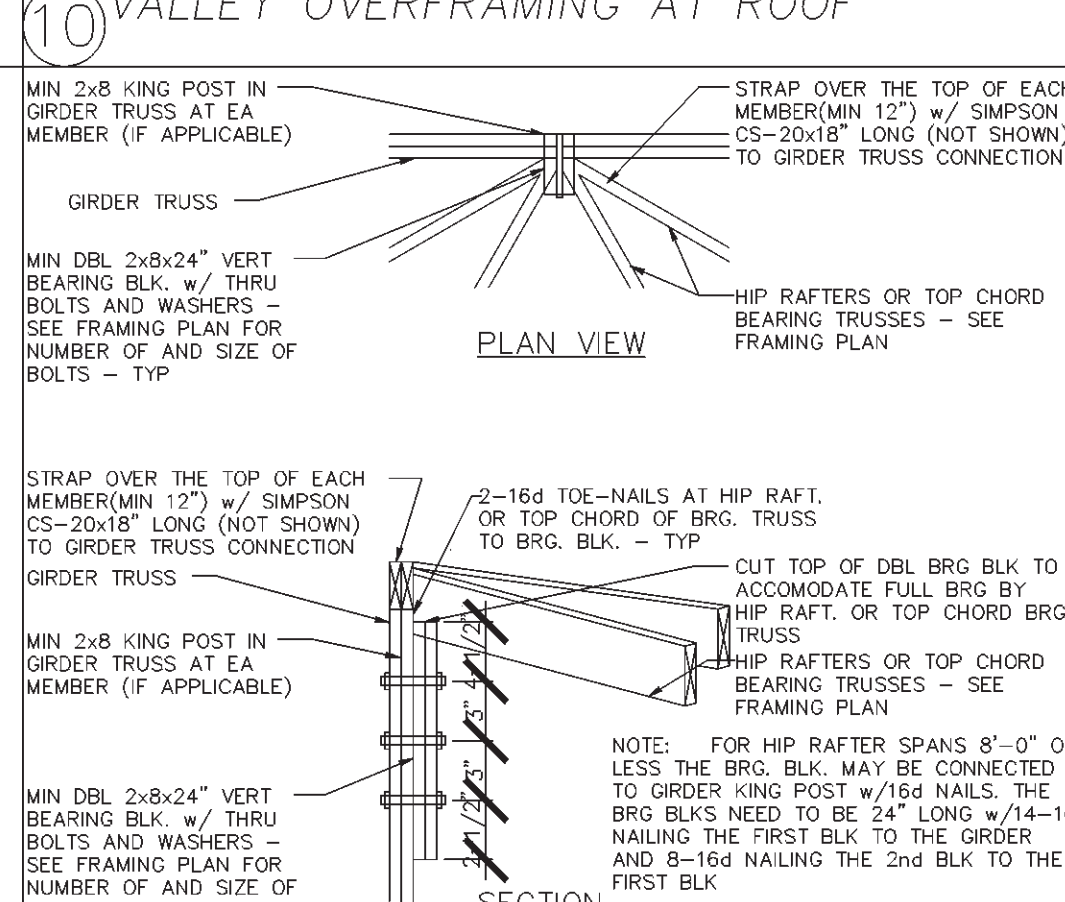 10 VALLEY OVERFRAMING AT ROOF
MIN 2x8 KING POST IN
GIRDER TRUSS AT EA
MEMBER (IF APPLICABLE)
STRAP OVER THE TOP OF EACH
MEMBER(MIN 12") w/ SIMPSON
CS-20x18" LONG (NOT SHOWN)
TO GIRDER TRUSS CONNECTION
GIRDER TRUSS
MIN DBL 2x8x24" VERT
BEARING BLK. w/ THRU
BOLTS AND WASHERS –
SEE FRAMING PLAN FOR
NUMBER OF AND SIZE OF
BOLTS – TYP
HIP RAFTERS OR TOP CHORD
BEARING TRUSSES – SEE
FRAMING PLAN
PLAN VIEW
STRAP OVER THE TOP OF EACH
MEMBER(MIN 12") w/ SIMPSON
CS-20x18" LONG (NOT SHOWN)
TO GIRDER TRUSS CONNECTION
2-16d TOE-NAILS AT HIP RAFT.
OR TOP CHORD OF BRG. TRUSS
TO BRG. BLK. – TYP
GIRDER TRUSS
CUT TOP OF DBL BRG BLK TO
ACCOMODATE FULL BRG BY
HIP RAFT. OR TOP CHORD BRG
TRUSS
MIN 2x8 KING POST IN
GIRDER TRUSS AT EA
MEMBER (IF APPLICABLE)
HIP RAFTERS OR TOP CHORD
BEARING TRUSSES – SEE
FRAMING PLAN
4 1/2"
3"
3"
2 1/2"
NOTE: FOR HIP RAFTER SPANS 8'-0" O
LESS THE BRG. BLK. MAY BE CONNECTED
TO GIRDER KING POST w/16d NAILS. THE
BRG BLKS NEED TO BE 24" LONG w/14-16
NAILING THE FIRST BLK TO THE GIRDER
AND 8-16d NAILING THE 2nd BLK TO THE
FIRST BLK
MIN DBL 2x8x24" VERT
BEARING BLK. w/ THRU
BOLTS AND WASHERS –
SEE FRAMING PLAN FOR
NUMBER OF AND SIZE OF
SECTION